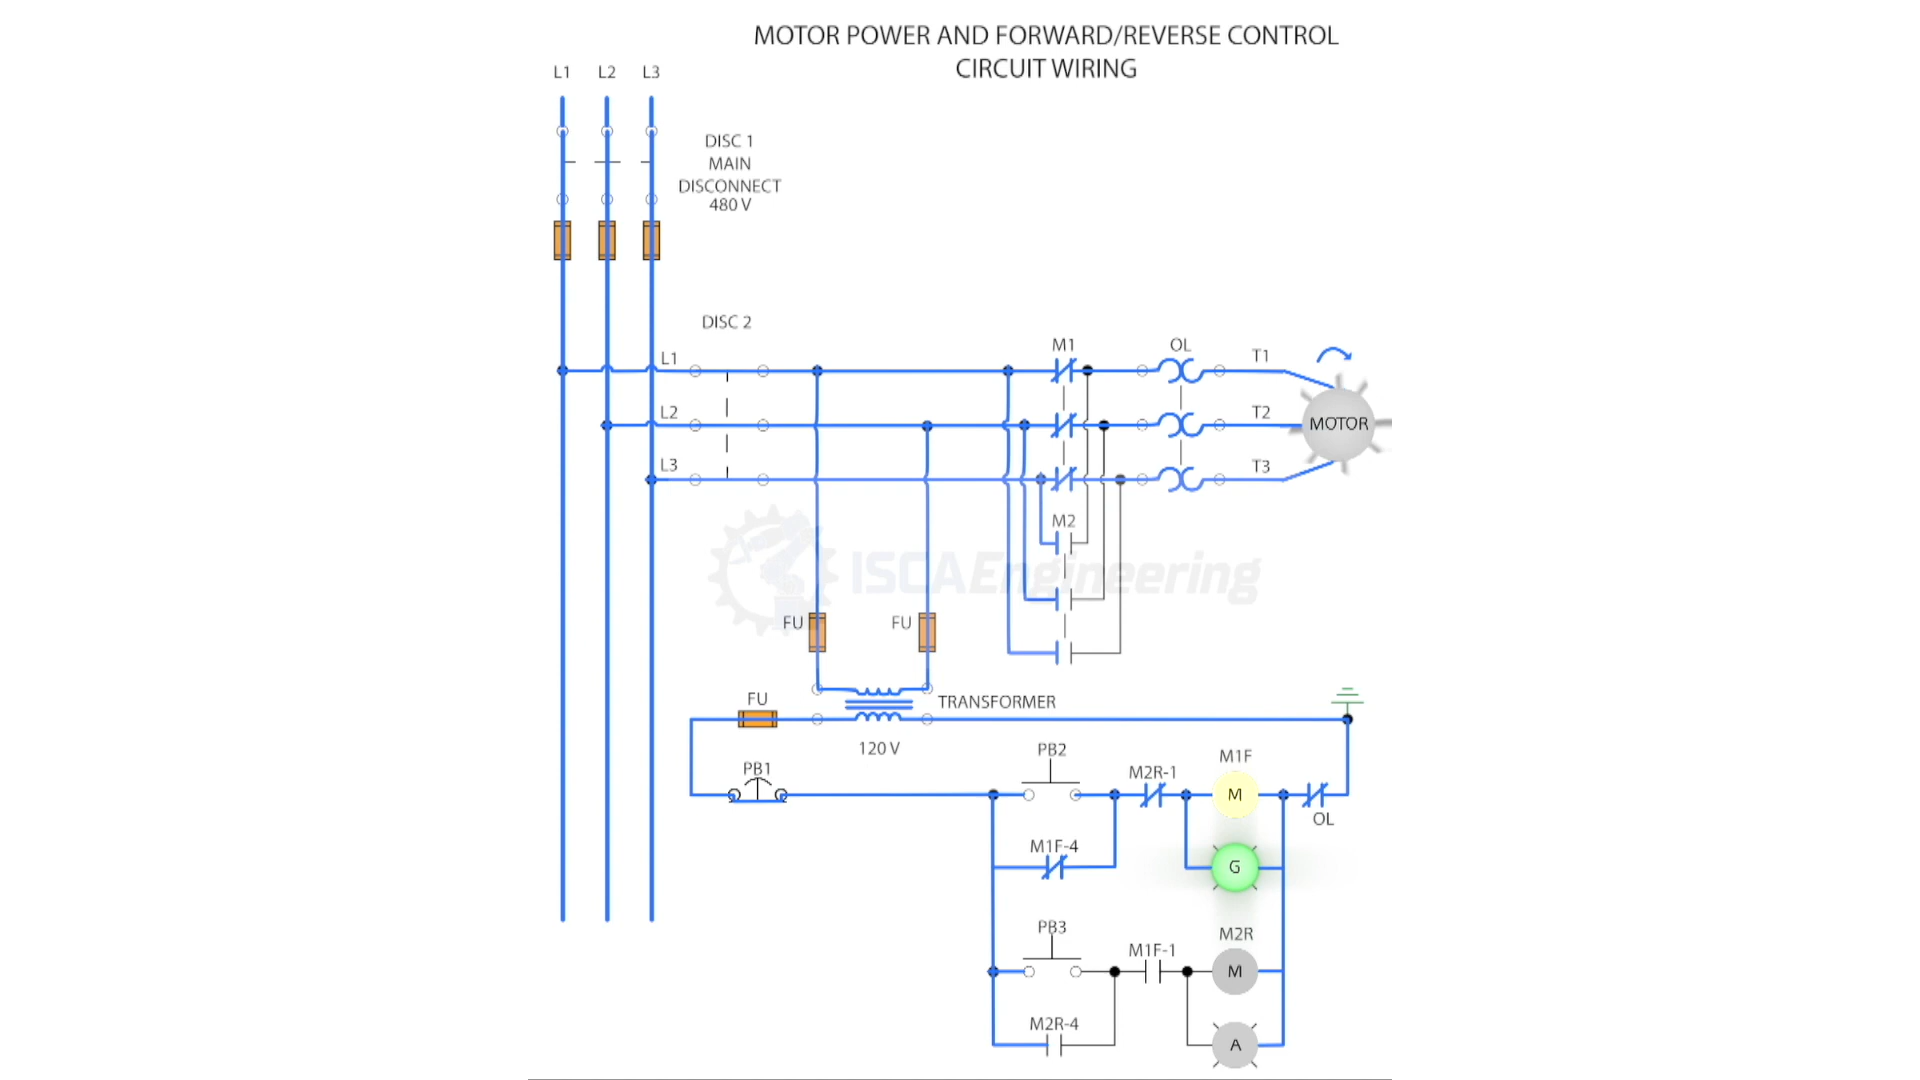 MOTOR POWER AND FORWARD/REVERSE CONTROL
CIRCUIT WIRING
L1 L2 L3
DISC 1
MAIN
DISCONNECT
480 V
DISC 2
L1
M1
OL
T1
L2
T2
MOTOR
L3
T3
M2
ISCAEngineering
FU
FU
FU
TRANSFORMER
120 V
PB1
PB2
M2R-1
M1F
M
OL
M1F-4
G
PB3
M1F-1
M2R
M
M2R-4
A